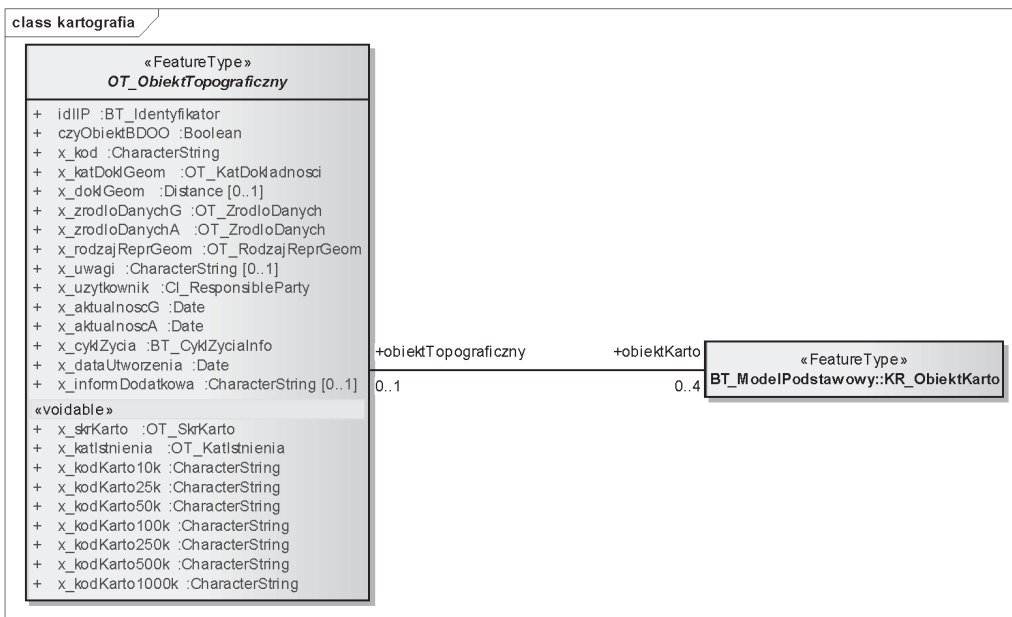 class kartografia
«FeatureType»
OT_ObiektTopograficzny
+ idIIP :BT_Identyfikator
+ czyObiektBDOO :Boolean
+ x_kod :CharacterString
+ x_katDoklGeom :OT_KatDokladnosci
+ x_doklGeom :Distance [0..1]
+ x_zrodloDanychG :OT_ZrodloDanych
+ x_zrodloDanychA :OT_ZrodloDanych
+ x_rodzajReprGeom :OT_RodzajReprGeom
+ x_uwagi :CharacterString [0..1]
+ x_uzytkownik :CI_ResponsibleParty
+ x_aktualnoscG :Date
+ x_aktualnoscA :Date
+ x_cyklZycia :BT_CyklZyciaInfo
+ x_dataUtworzenia :Date
+ x_informDodatkowa :CharacterString [0..1]
«voidable»
+ x_skrKarto :OT_SkrKarto
+ x_katIstnienia :OT_KatIstnienia
+ x_kodKarto10k :CharacterString
+ x_kodKarto25k :CharacterString
+ x_kodKarto50k :CharacterString
+ x_kodKarto100k :CharacterString
+ x_kodKarto250k :CharacterString
+ x_kodKarto500k :CharacterString
+ x_kodKarto1000k :CharacterString
+obiektTopograficzny
0..1
+obiektKarto
0..4
«FeatureType»
BT_ModelPodstawowy::KR_ObiektKarto